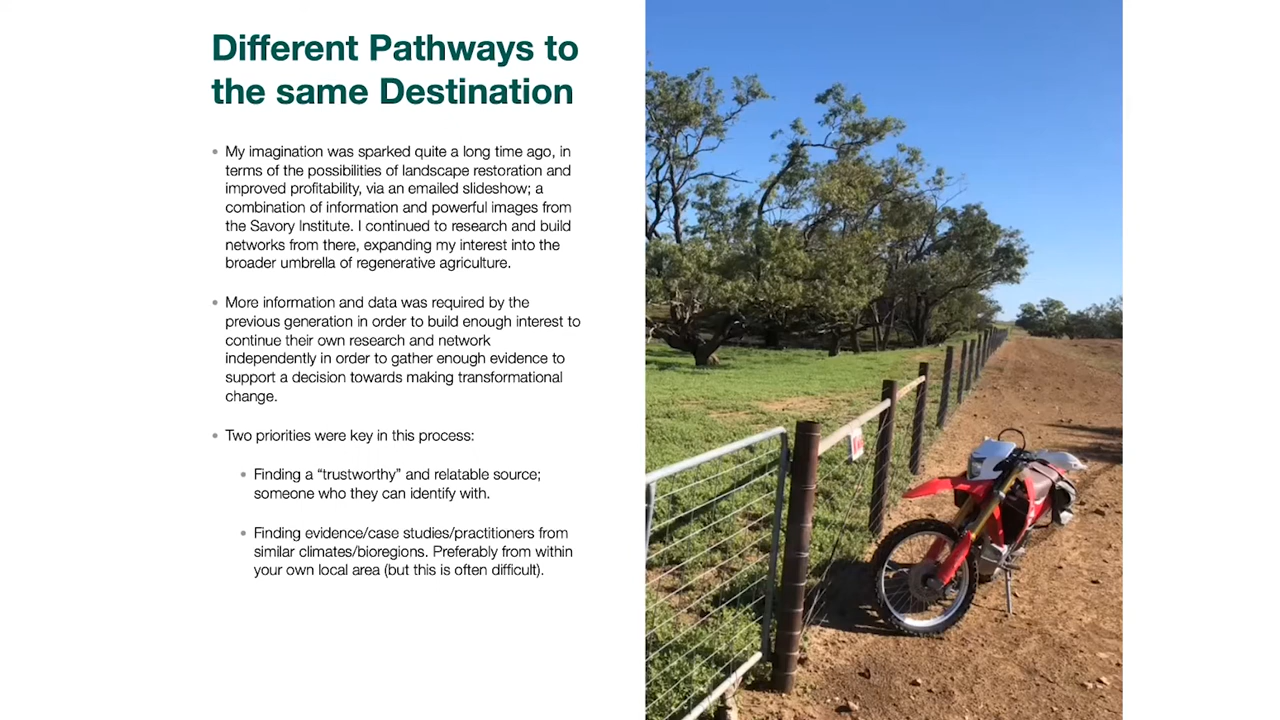 Different Pathways to
the same Destination
• My imagination was sparked quite a long time ago, in
terms of the possibilities of landscape restoration and
improved profitability, via an emailed slideshow; a
combination of information and powerful images from
the Savory Institute. I continued to research and build
networks from there, expanding my interest into the
broader umbrella of regenerative agriculture.
• More information and data was required by the
previous generation in order to build enough interest to
continue their own research and network
independently in order to gather enough evidence to
support a decision towards making transformational
change.
• Two priorities were key in this process:
• Finding a “trustworthy” and relatable source;
someone who they can identify with.
• Finding evidence/case studies/practitioners from
similar climates/bioregions. Preferably from within
your own local area (but this is often difficult).